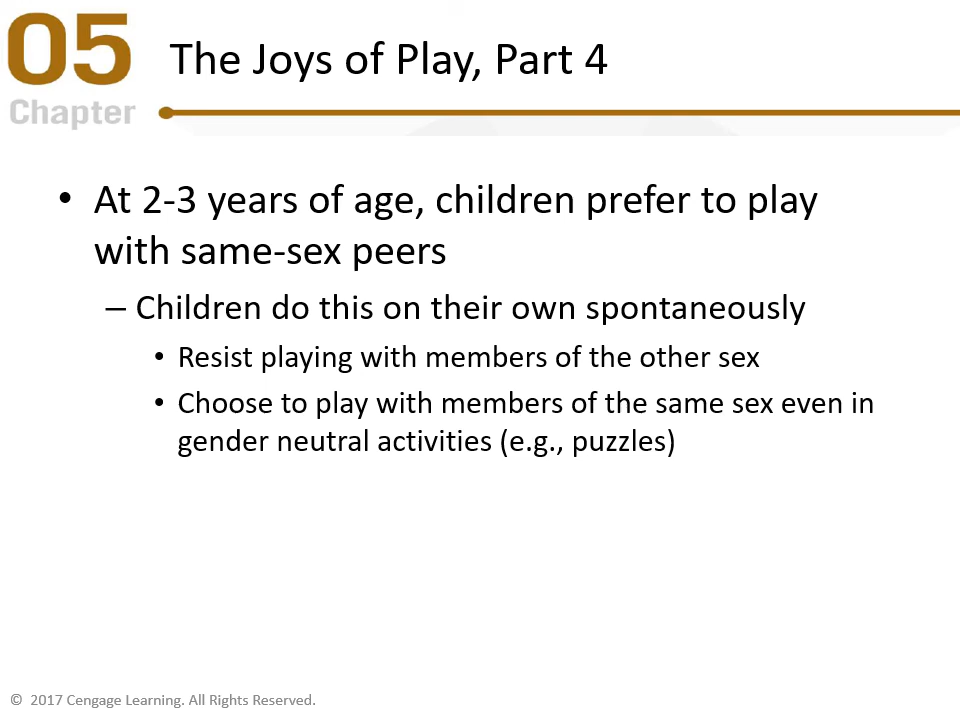 05
Chapter
The Joys of Play, Part 4
• At 2-3 years of age, children prefer to play
with same-sex peers
– Children do this on their own spontaneously
• Resist playing with members of the other sex
• Choose to play with members of the same sex even in
gender neutral activities (e.g., puzzles)
© 2017 Cengage Learning. All Rights Reserved.